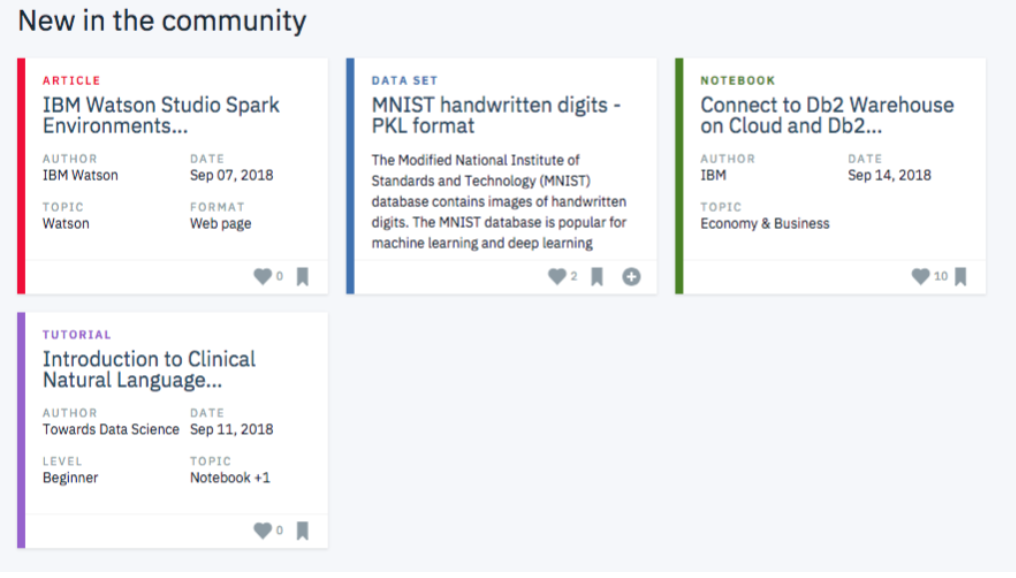 New in the community
ARTICLE
IBM Watson Studio Spark
Environments...
AUTHOR DATE
IBM Watson Sep 07, 2018
TOPIC FORMAT
Watson Web page
0
DATA SET
MNIST handwritten digits -
PKL format
The Modified National Institute of
Standards and Technology (MNIST)
database contains images of handwritten
digits. The MNIST database is popular for
machine learning and deep learning
2
NOTEBOOK
Connect to Db2 Warehouse
on Cloud and Db2...
AUTHOR DATE
IBM Sep 14, 2018
TOPIC
Economy & Business
10
TUTORIAL
Introduction to Clinical
Natural Language...
AUTHOR DATE
Towards Data Science Sep 11, 2018
LEVEL TOPIC
Beginner Notebook +1
0